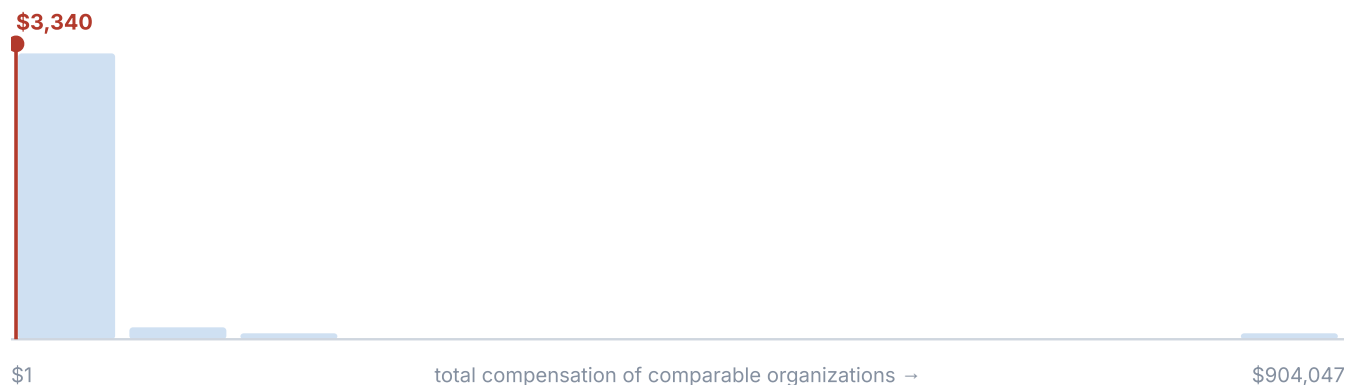 $3,340
$1
total compensation of comparable organizations →
$904,047